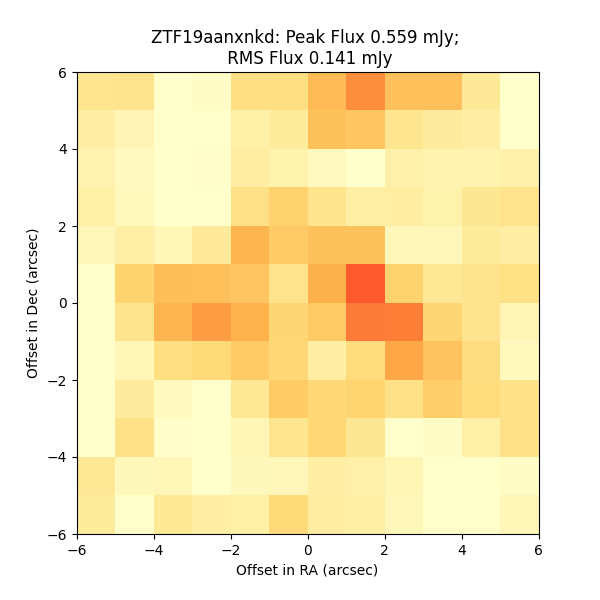 ZTF19aanxnkd: Peak Flux 0.559 mJy;
RMS Flux 0.141 mJy
6
4
2
0
−2
−4
−6
Offset in Dec (arcsec)
−6 −4 −2 0 2 4 6
Offset in RA (arcsec)